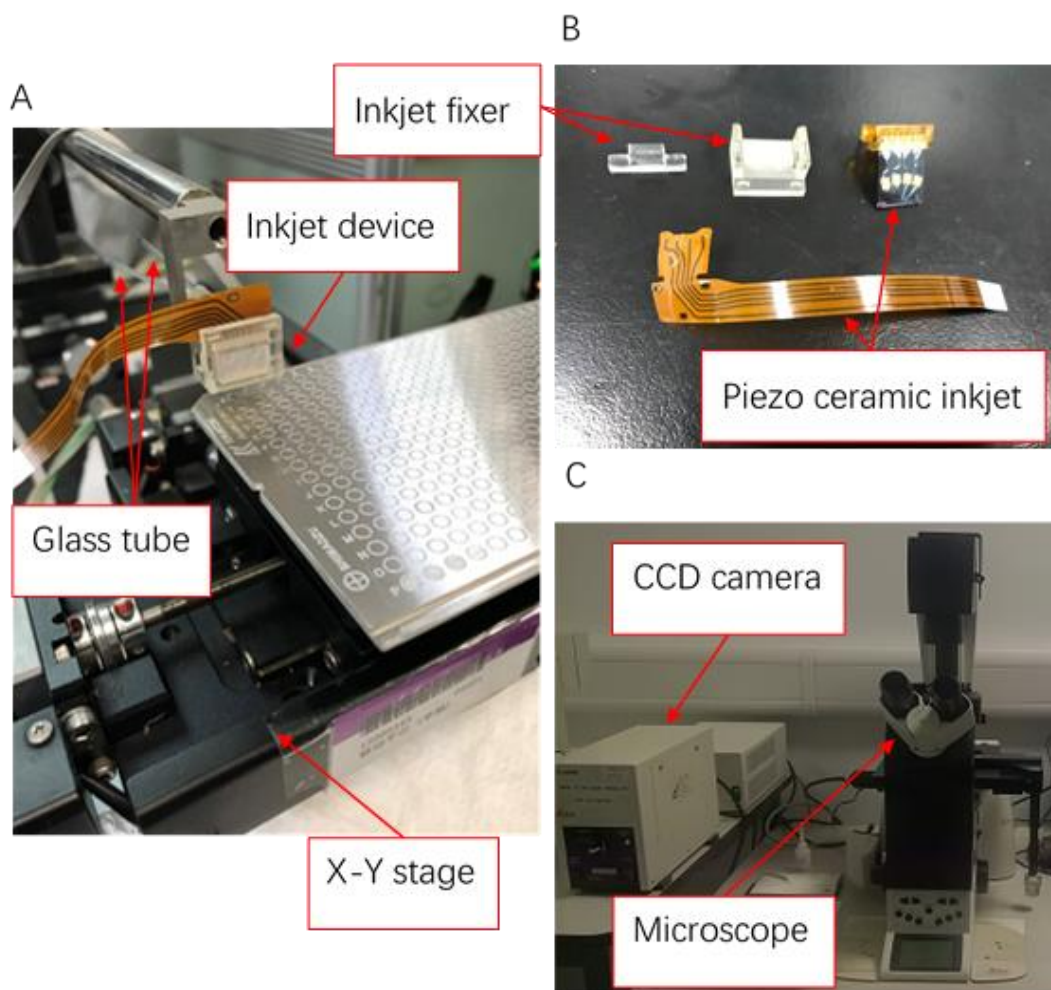 A
B
Inkjet fixer
Inkjet device
Glass tube
Piezo ceramic inkjet
X-Y stage
C
CCD camera
Microscope